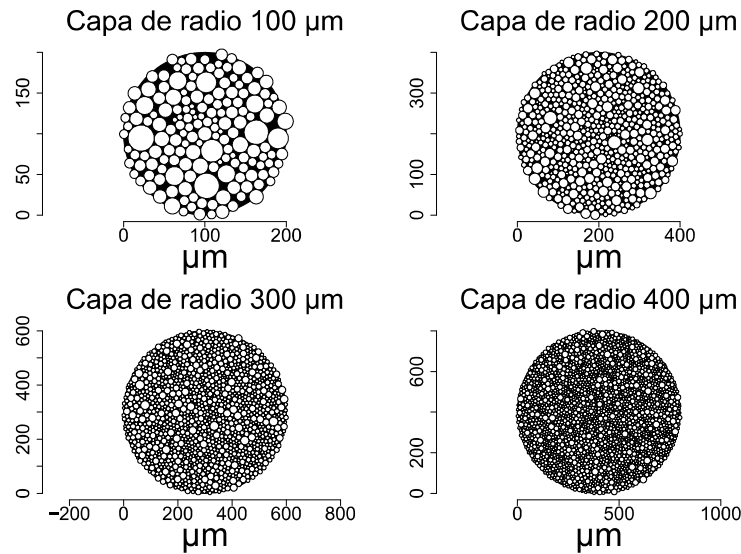 Capa de radio 100 µm
150
50
0
0 100 200
µm
Capa de radio 200 µm
300
100
0
0 200 400
µm
Capa de radio 300 µm
600
400
200
0
−200 0 200 400 600 800
µm
Capa de radio 400 µm
600
200
0
0 500 1000
µm